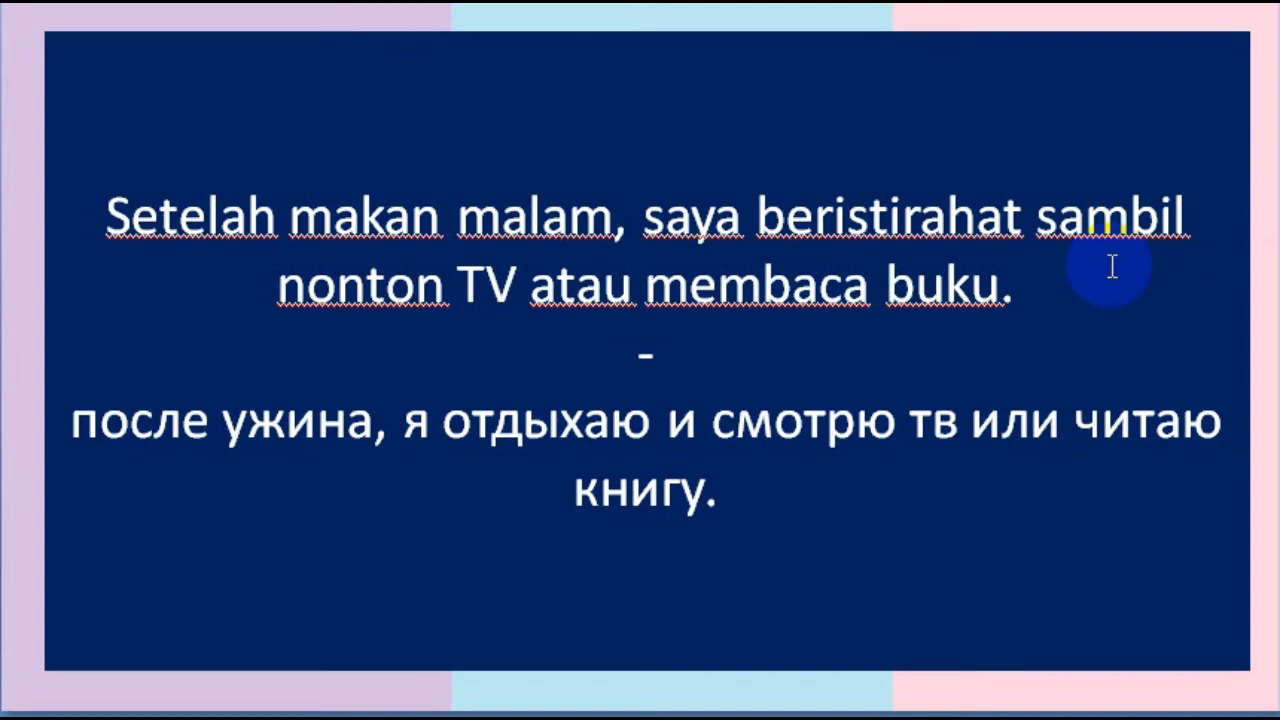 Setelah makan malam, saya beristirahat sambil
nonton TV atau membaca buku.
-
после ужина, я отдыхаю и смотрю тв или читаю
книгу.